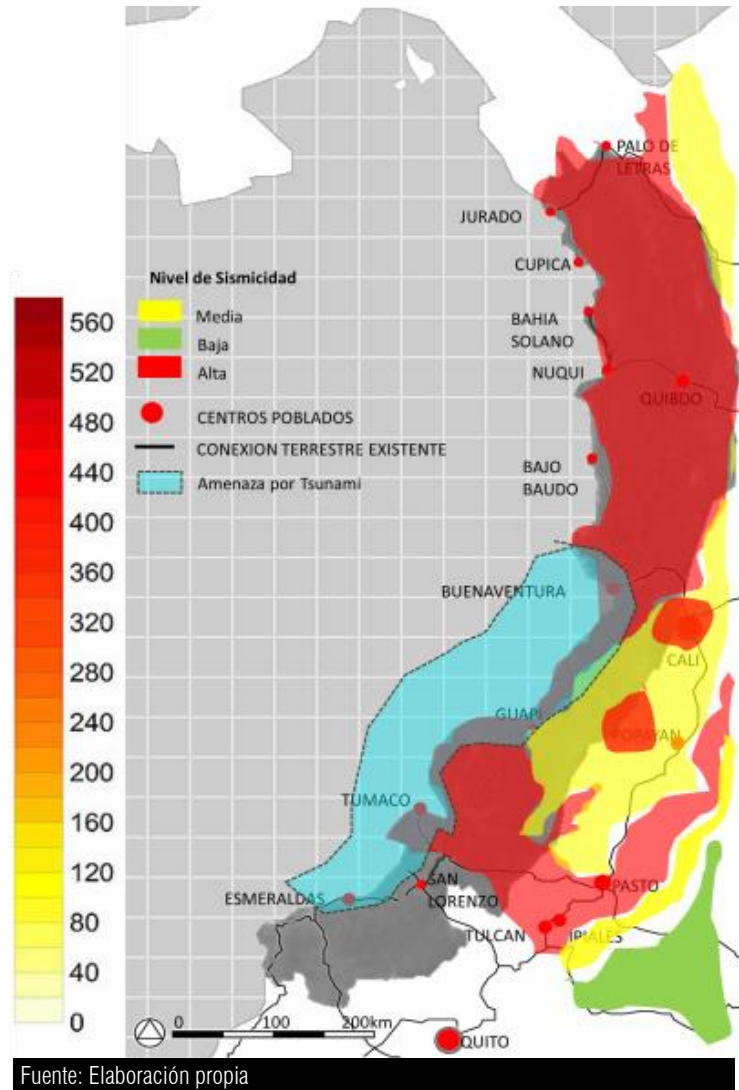 PALO DE
LETRAS
JURADO
CUPICA
Nivel de Sismicidad
Media
Baja
Alta
CENTROS POBLADOS
CONEXION TERRESTRE EXISTENTE
Amenaza por Tsunami
BAHIA
SOLANO
NUQUI
QUIBDO
BAJO
BAUDO
BUENAVENTURA
CALI
GUAPI
POPAYAN
TUMACO
ESMERALDAS
SAN
LORENZO
PASTO
TULCAN
IPIALES
QUITO
560
520
480
440
400
360
320
280
240
200
160
120
80
40
0
0 100 200km
Fuente: Elaboración propia